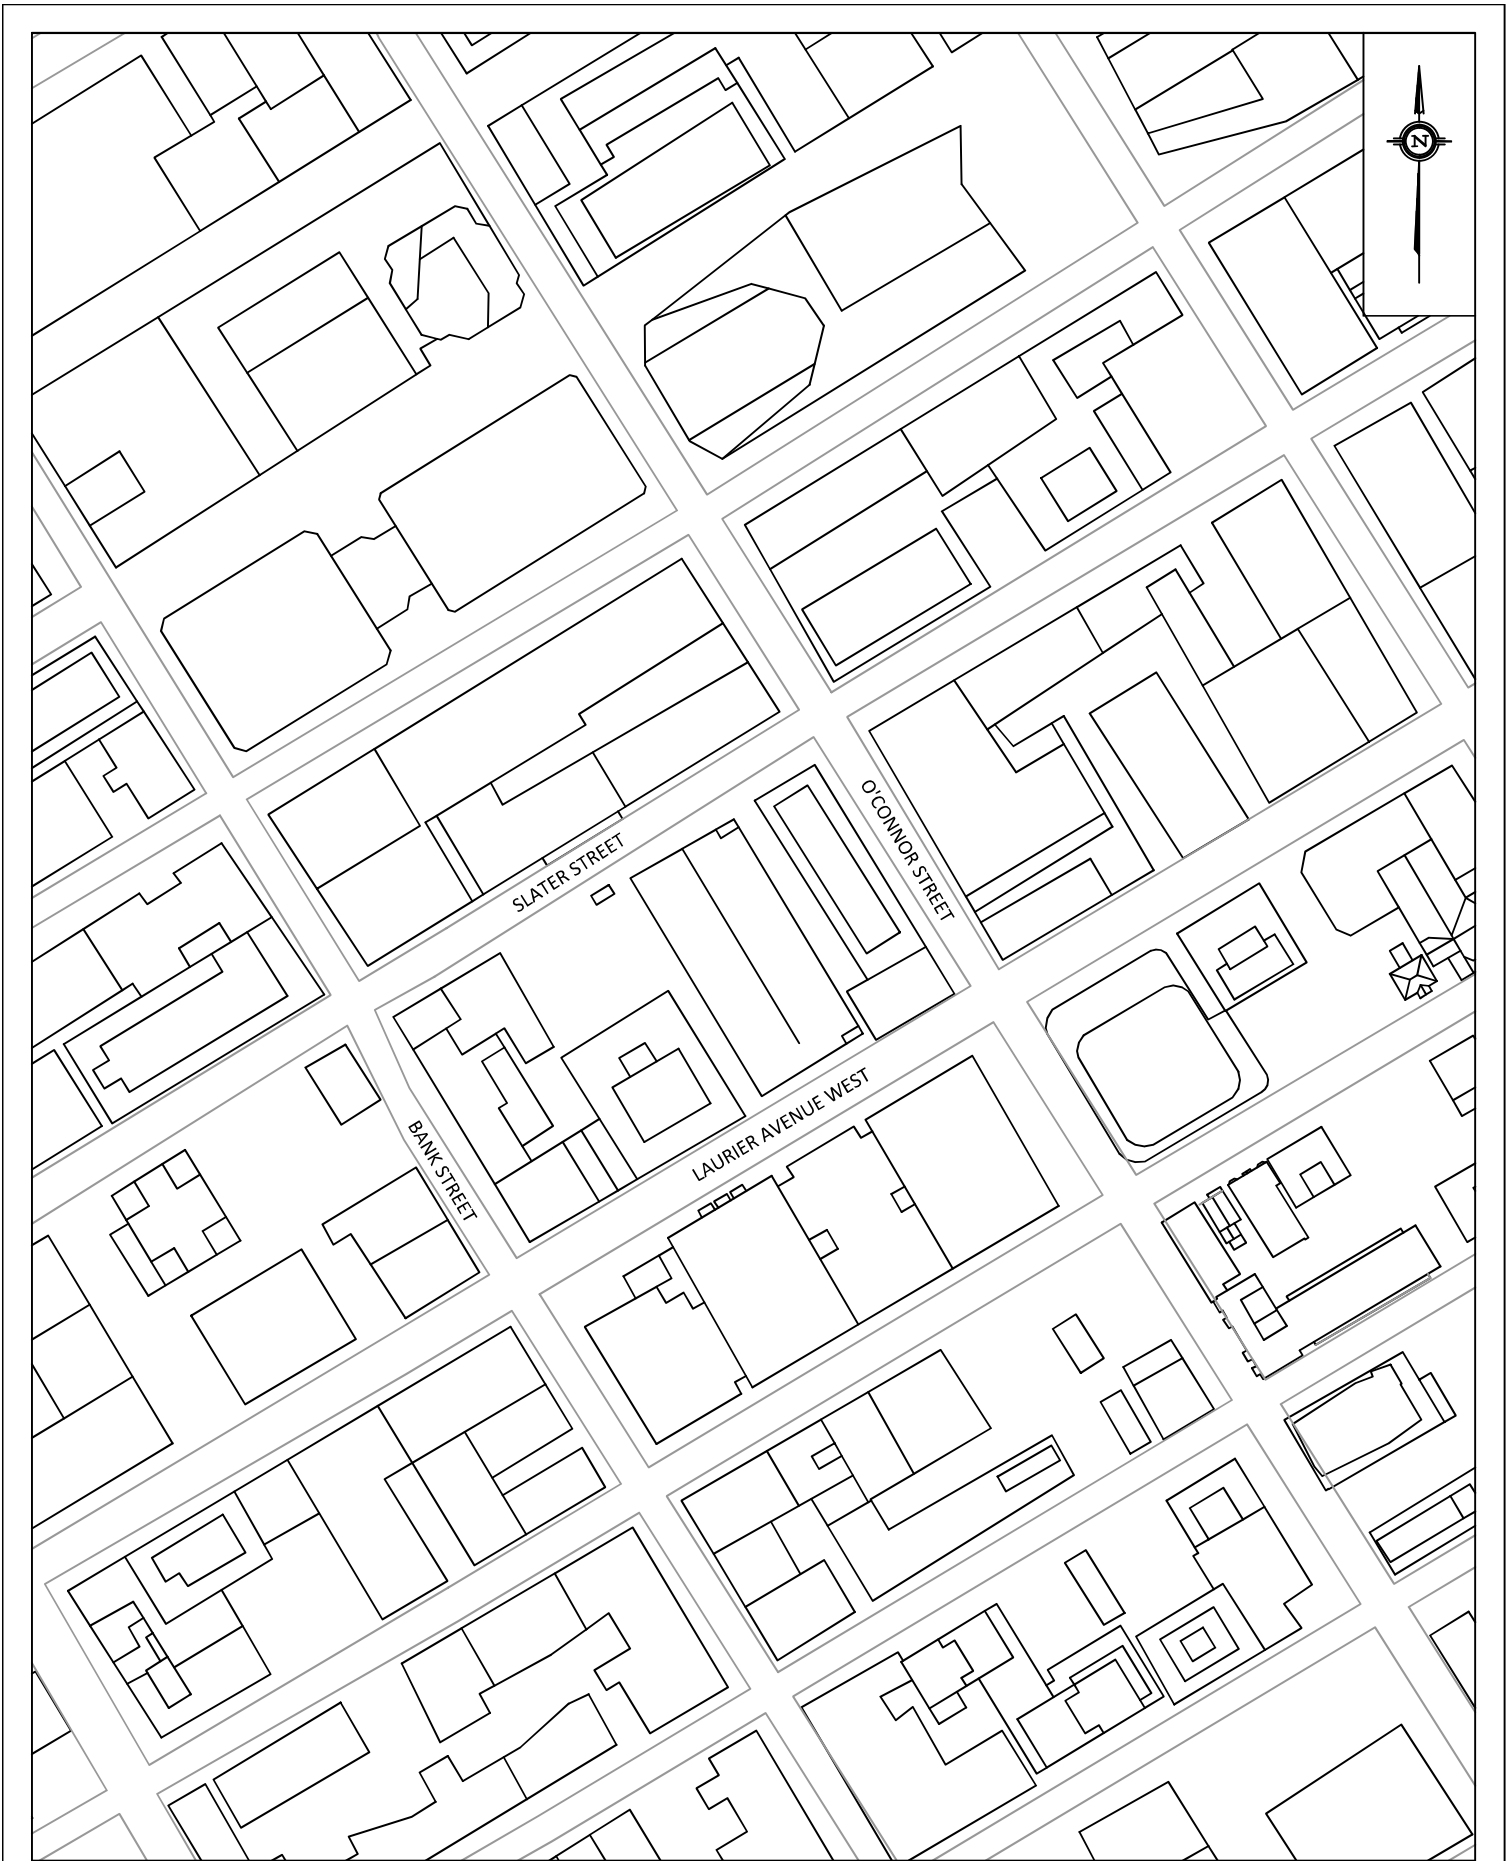 N
O'CONNOR STREET
SLATER STREET
LAURIER AVENUE WEST
BANK STREET